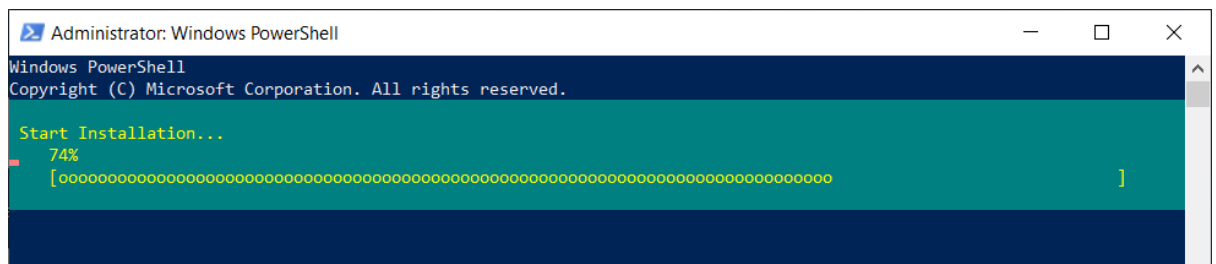 Administrator: Windows PowerShell
Windows PowerShell
Copyright (C) Microsoft Corporation. All rights reserved.
Start Installation...
74%
[ooooooooooooooooooooooooooooooooooooooooooooooooooooooooooooooooooooooooooooooo ]